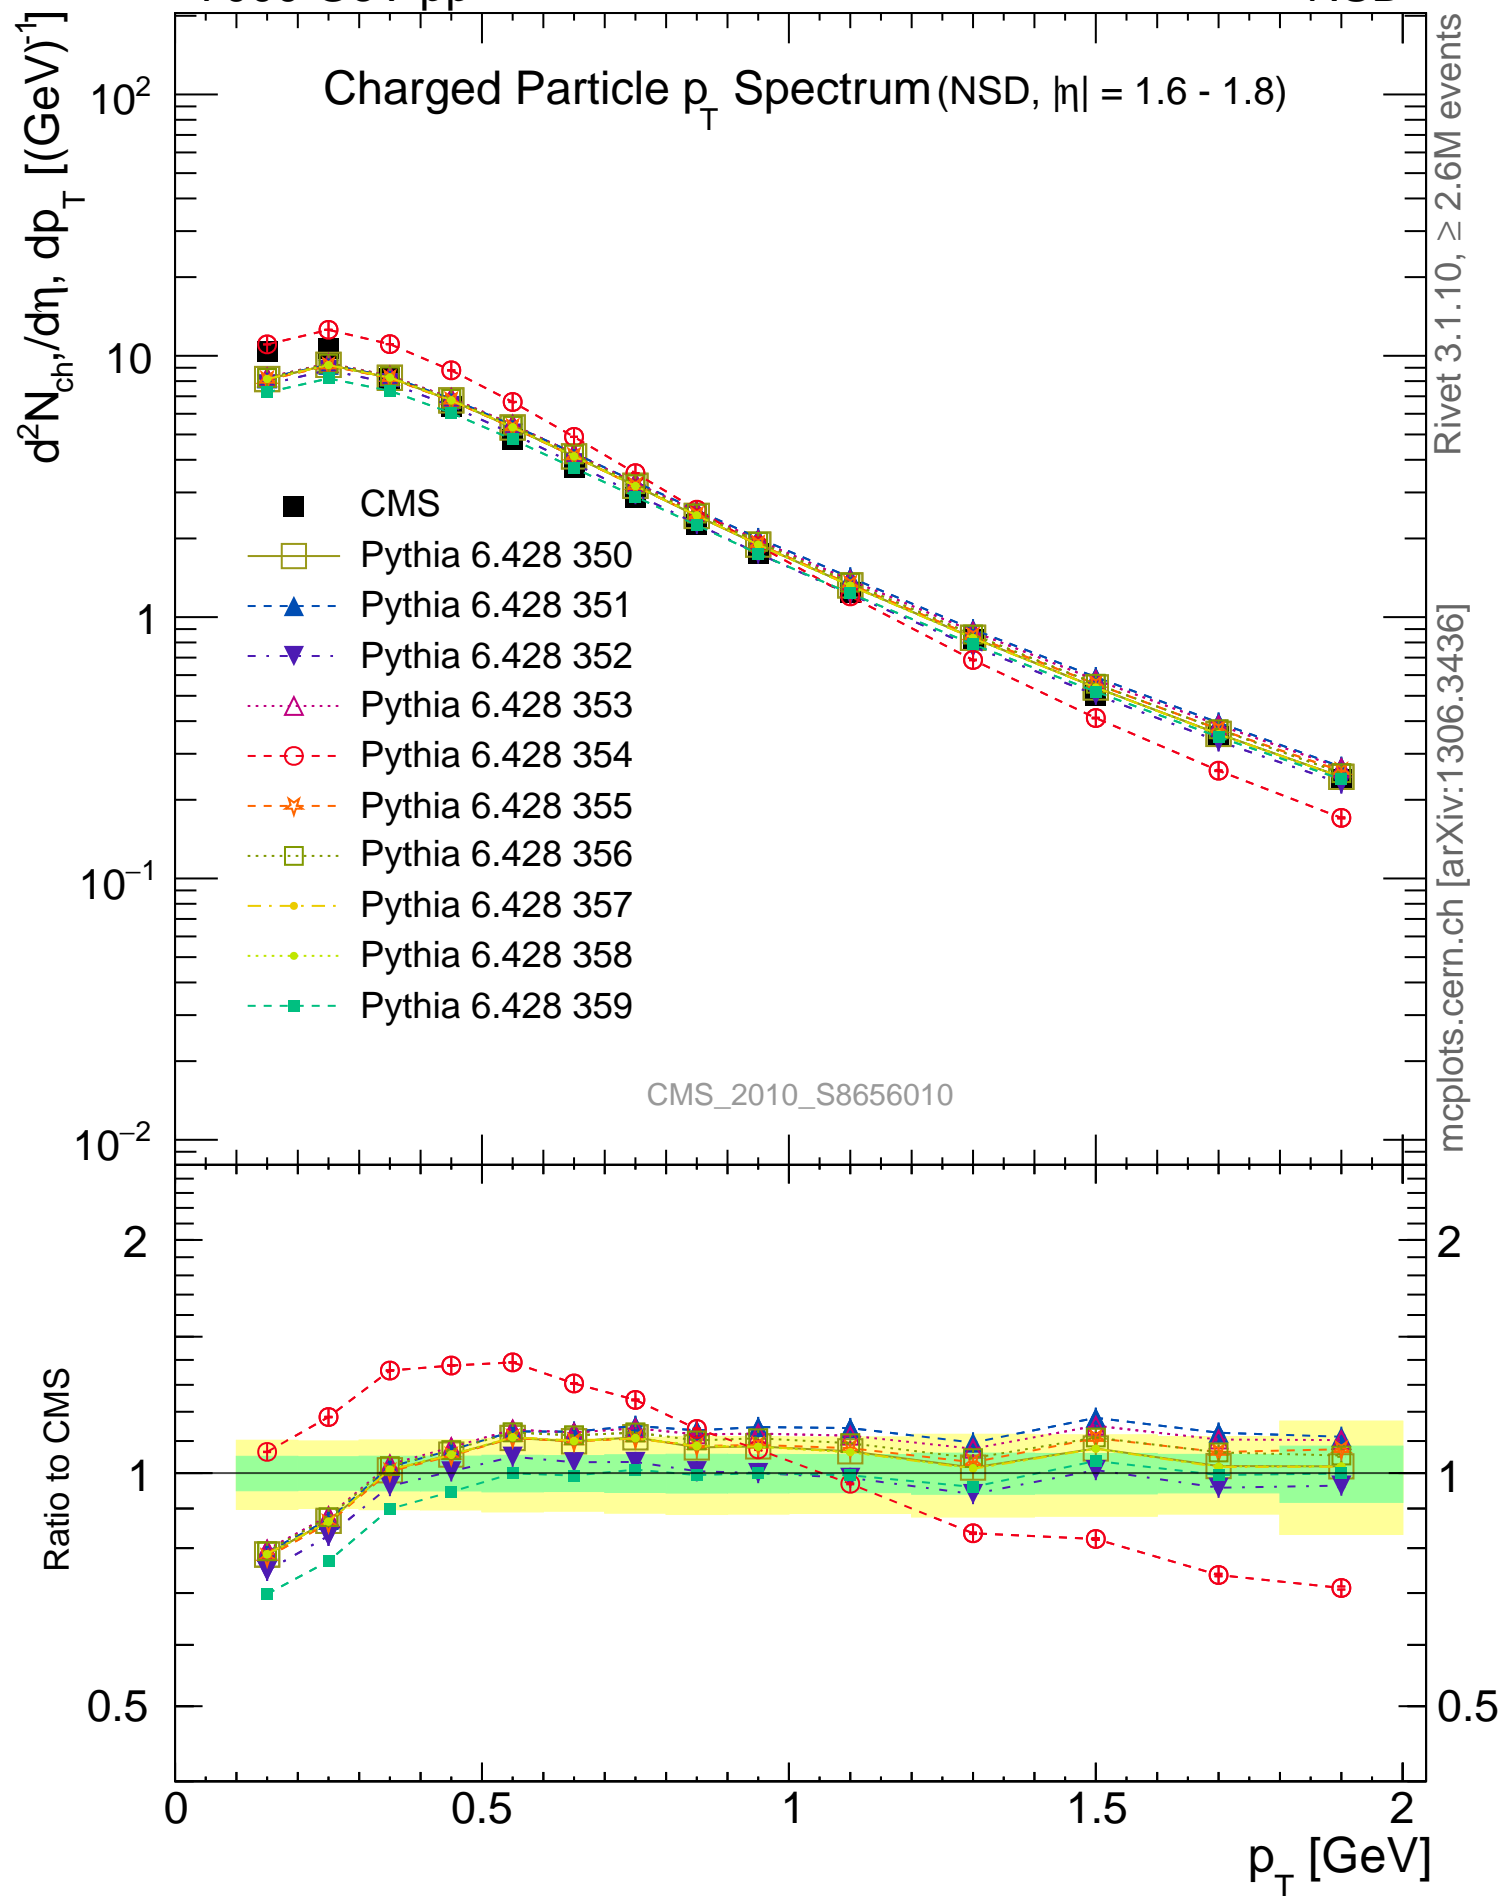 Charged Particle p_T Spectrum (NSD, |η| = 1.6 - 1.8)
d²N_ch,/dη, dp_T [(GeV)⁻¹]
10²
10
1
10⁻¹
10⁻²
CMS
Pythia 6.428 350
Pythia 6.428 351
Pythia 6.428 352
Pythia 6.428 353
Pythia 6.428 354
Pythia 6.428 355
Pythia 6.428 356
Pythia 6.428 357
Pythia 6.428 358
Pythia 6.428 359
CMS_2010_S8656010
Rivet 3.1.10, ≥ 2.6M events
mcplots.cern.ch [arXiv:1306.3436]
Ratio to CMS
2
1
0.5
2
1
0.5
0 0.5 1 1.5 2
p_T [GeV]